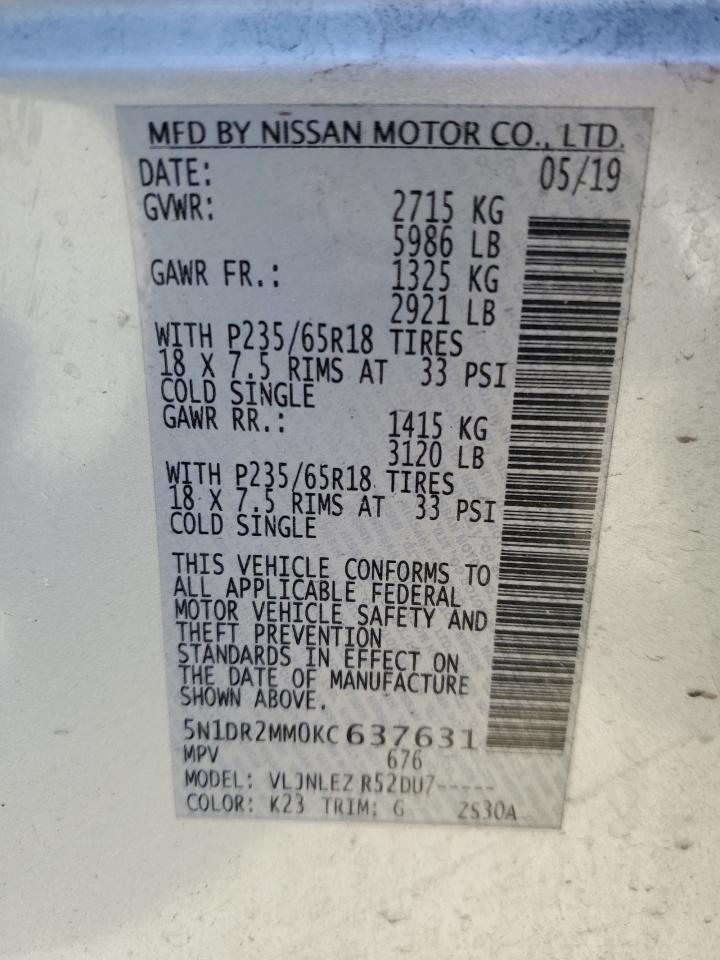 MFD BY NISSAN MOTOR CO., LTD.
DATE: 05/19
GVWR: 2715 KG
5986 LB
GAWR FR.: 1325 KG
2921 LB
WITH P235/65R18 TIRES
18 X 7.5 RIMS AT 33 PSI
COLD SINGLE
GAWR RR.: 1415 KG
3120 LB
WITH P235/65R18 TIRES
18 X 7.5 RIMS AT 33 PSI
COLD SINGLE
THIS VEHICLE CONFORMS TO
ALL APPLICABLE FEDERAL
MOTOR VEHICLE SAFETY AND
THEFT PREVENTION
STANDARDS IN EFFECT ON
THE DATE OF MANUFACTURE
SHOWN ABOVE.
5N1DR2MM0KC637631
MPV 676
MODEL: VLJNLEZ R52DU7-----
COLOR: K23 TRIM: G ZS30A